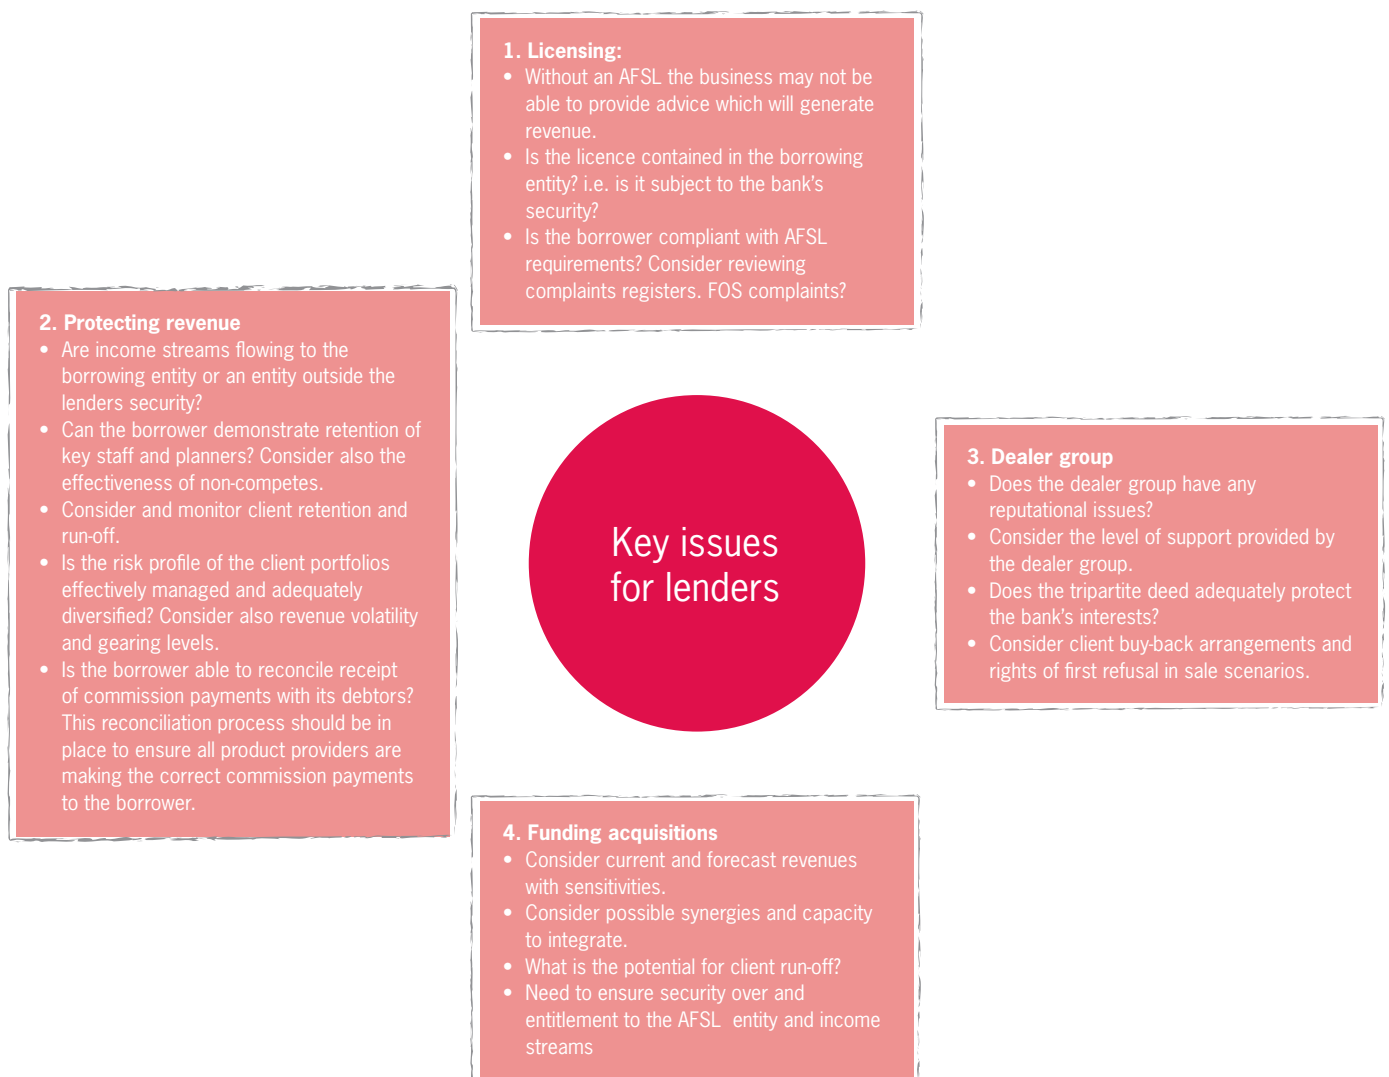 1. Licensing:
• Without an AFSL the business may not be
able to provide advice which will generate
revenue.
• Is the licence contained in the borrowing
entity? i.e. is it subject to the bank's
security?
• Is the borrower compliant with AFSL
requirements? Consider reviewing
complaints registers. FOS complaints?
2. Protecting revenue
• Are income streams flowing to the
borrowing entity or an entity outside the
lenders security?
• Can the borrower demonstrate retention of
key staff and planners? Consider also the
effectiveness of non-competes.
• Consider and monitor client retention and
run-off.
• Is the risk profile of the client portfolios
effectively managed and adequately
diversified? Consider also revenue volatility
and gearing levels.
• Is the borrower able to reconcile receipt
of commission payments with its debtors?
This reconciliation process should be in
place to ensure all product providers are
making the correct commission payments
to the borrower.
Key issues
for lenders
3. Dealer group
• Does the dealer group have any
reputational issues?
• Consider the level of support provided by
the dealer group.
• Does the tripartite deed adequately protect
the bank's interests?
• Consider client buy-back arrangements and
rights of first refusal in sale scenarios.
4. Funding acquisitions
• Consider current and forecast revenues
with sensitivities.
• Consider possible synergies and capacity
to integrate.
• What is the potential for client run-off?
• Need to ensure security over and
entitlement to the AFSL  entity and income
streams